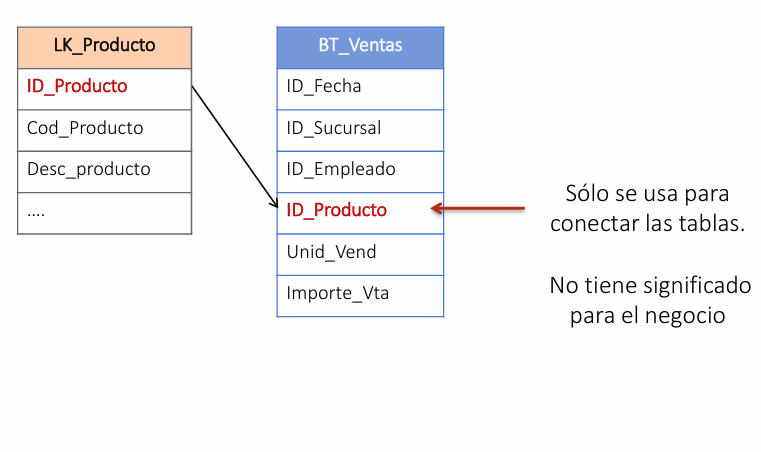 LK_Producto
ID_Producto
Cod_Producto
Desc_producto
....
BT_Ventas
ID_Fecha
ID_Sucursal
ID_Empleado
ID_Producto
Unid_Vend
Importe_Vta
Sólo se usa para
conectar las tablas.
No tiene significado
para el negocio